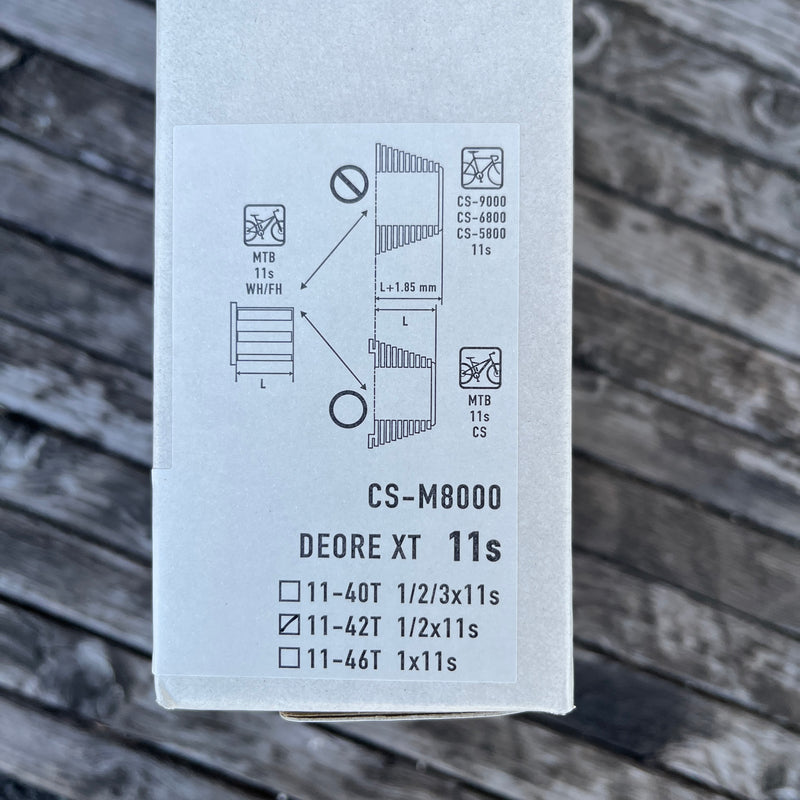 CS-9000
CS-6800
CS-5800
11s
MTB
11s
WH/FH
L+1.85 mm
L
L
MTB
11s
CS
CS-M8000
DEORE XT 11s
11-40T 1/2/3x11s
11-42T 1/2x11s
11-46T 1x11s